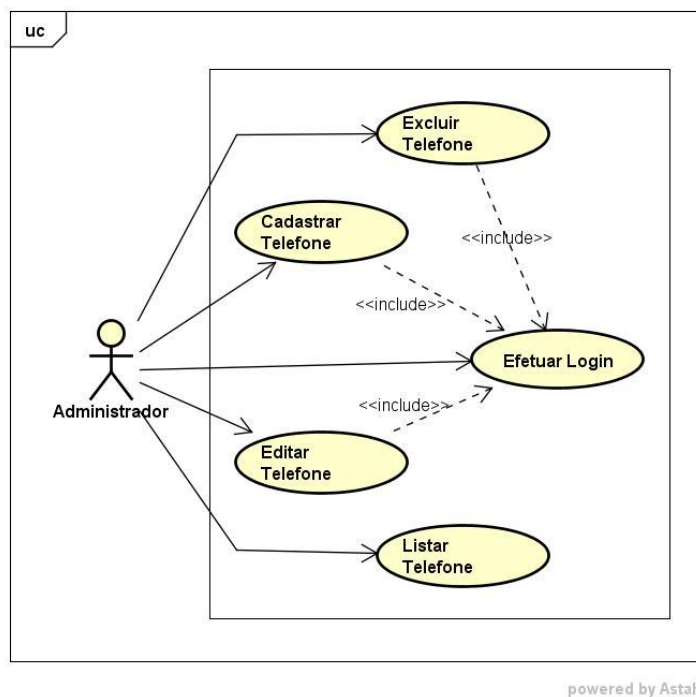 uc
Excluir
Telefone
<<include>>
Cadastrar
Telefone
<<include>>
Efetuar Login
Administrador
<<include>>
Editar
Telefone
Listar
Telefone
powered by Astah